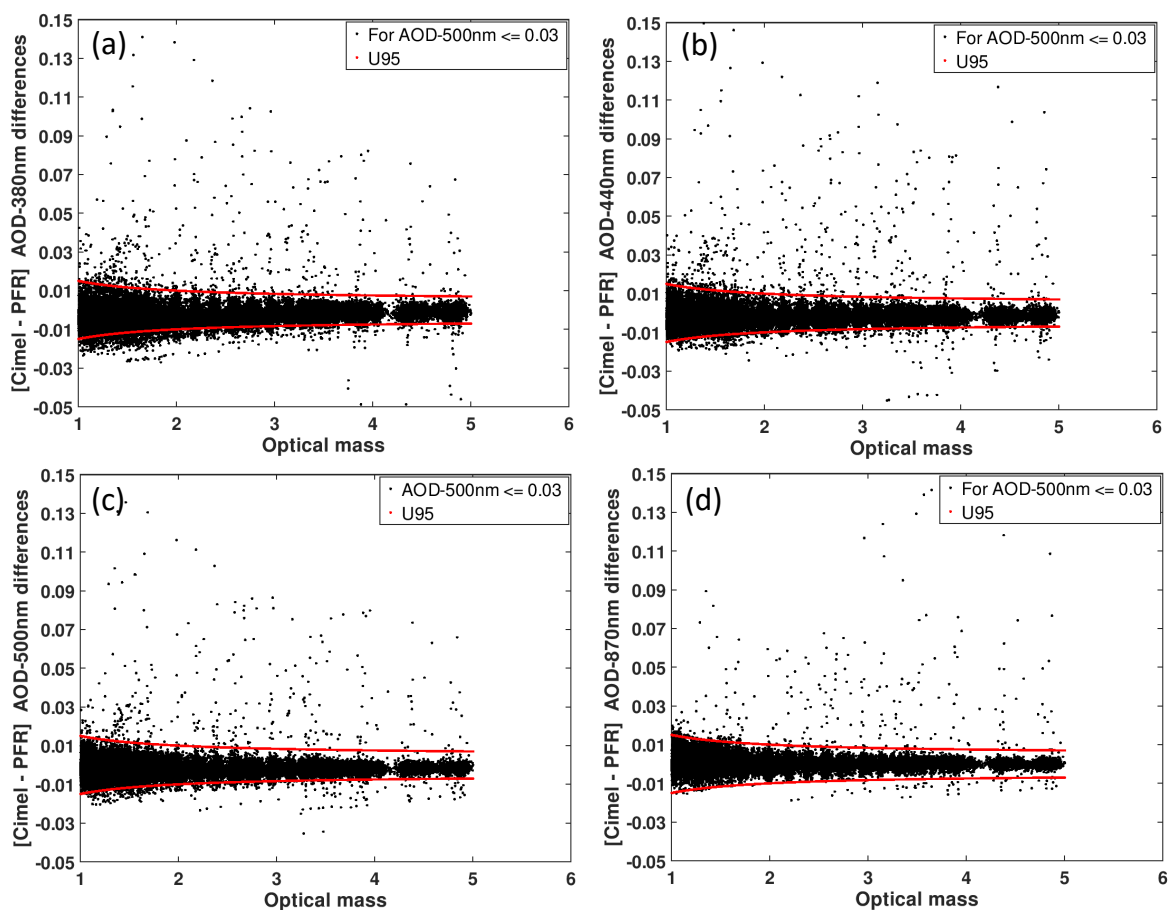 (a)
For AOD-500nm <= 0.03
U95
[Cimel - PFR] AOD-380nm differences
0.15
0.13
0.11
0.09
0.07
0.05
0.03
0.01
-0.01
-0.03
-0.05
1 2 3 4 5 6
Optical mass
(b)
For AOD-500nm <= 0.03
U95
[Cimel - PFR] AOD-440nm differences
0.15
0.13
0.11
0.09
0.07
0.05
0.03
0.01
-0.01
-0.03
-0.05
1 2 3 4 5 6
Optical mass
(c)
AOD-500nm <= 0.03
U95
[Cimel - PFR] AOD-500nm differences
0.15
0.13
0.11
0.09
0.07
0.05
0.03
0.01
-0.01
-0.03
-0.05
1 2 3 4 5 6
Optical mass
(d)
For AOD-500nm <= 0.03
U95
[Cimel - PFR] AOD-870nm differences
0.15
0.13
0.11
0.09
0.07
0.05
0.03
0.01
-0.01
-0.03
-0.05
1 2 3 4 5 6
Optical mass